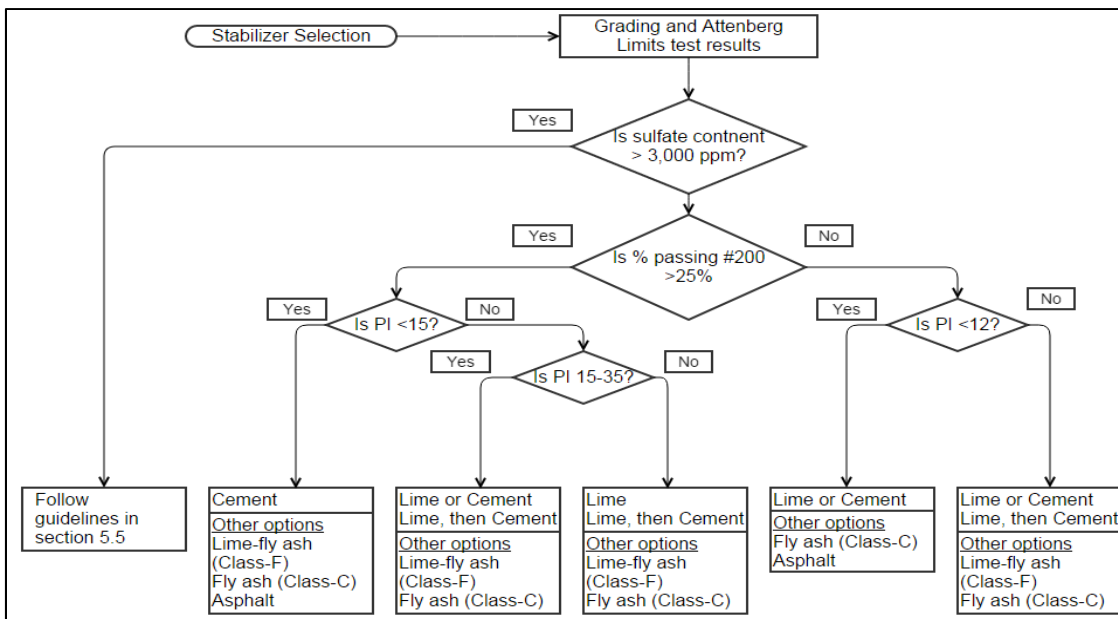 Stabilizer Selection
Grading and Attenberg
Limits test results
Yes
Is sulfate contnent
> 3,000 ppm?
Yes
No
Is % passing #200
>25%
Yes
No
Is PI <15?
Yes
No
Is PI <12?
Yes
No
Is PI 15-35?
Follow
guidelines in
section 5.5
Cement
Other options
Lime-fly ash
(Class-F)
Fly ash (Class-C)
Asphalt
Lime or Cement
Lime, then Cement
Other options
Lime-fly ash
(Class-F)
Fly ash (Class-C)
Lime
Lime, then Cement
Other options
Lime-fly ash
(Class-F)
Fly ash (Class-C)
Lime or Cement
Other options
Fly ash (Class-C)
Asphalt
Lime or Cement
Lime, then Cement
Other options
Lime-fly ash
(Class-F)
Fly ash (Class-C)